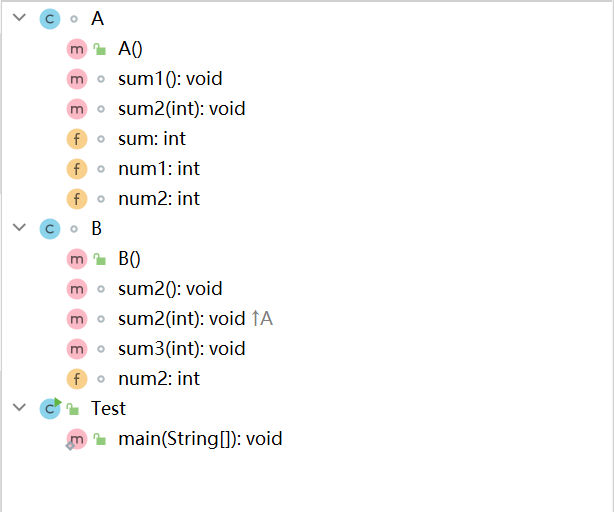 C A
m A()
m sum1(): void
m sum2(int): void
f sum: int
f num1: int
f num2: int
C B
m B()
m sum2(): void
m sum2(int): void ↑A
m sum3(int): void
f num2: int
C Test
m main(String[]): void